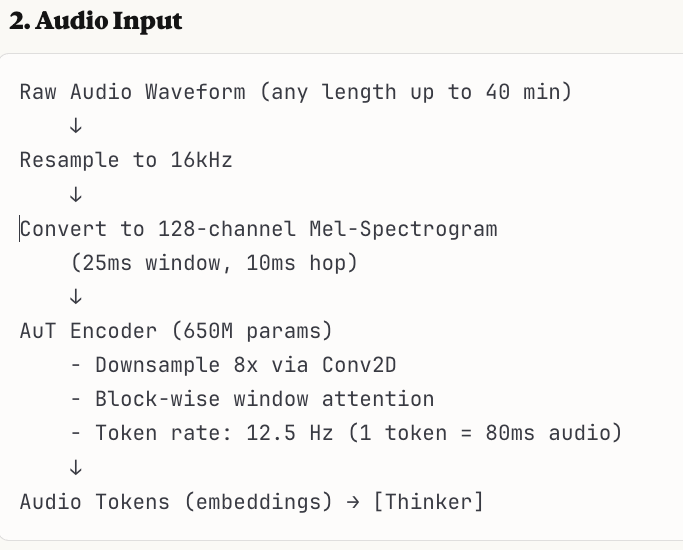 2. Audio Input
Raw Audio Waveform (any length up to 40 min)
↓
Resample to 16kHz
↓
Convert to 128-channel Mel-Spectrogram
(25ms window, 10ms hop)
↓
AuT Encoder (650M params)
- Downsample 8x via Conv2D
- Block-wise window attention
- Token rate: 12.5 Hz (1 token = 80ms audio)
↓
Audio Tokens (embeddings) → [Thinker]